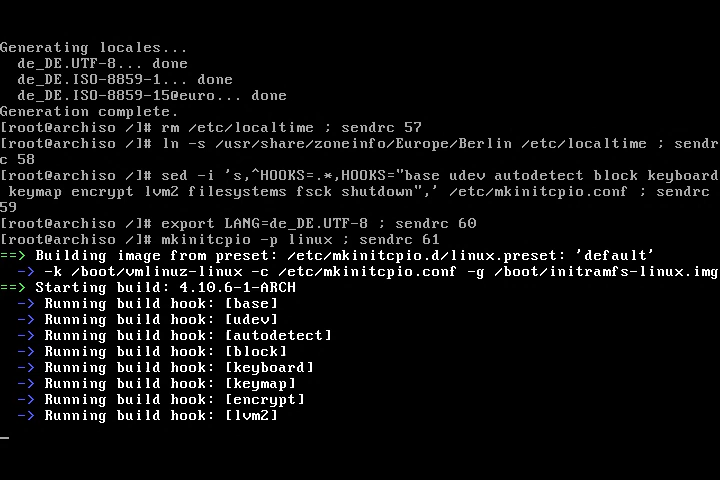 Generating locales...
  de_DE.UTF-8... done
  de_DE.ISO-8859-1... done
  de_DE.ISO-8859-15@euro... done
Generation complete.
[root@archiso /]# rm /etc/localtime ; sendrc 57
[root@archiso /]# ln -s /usr/share/zoneinfo/Europe/Berlin /etc/localtime ; sendr
c 58
[root@archiso /]# sed -i 's,^HOOKS=.*,HOOKS="base udev autodetect block keyboard
 keymap encrypt lvm2 filesystems fsck shutdown",' /etc/mkinitcpio.conf ; sendrc
59
[root@archiso /]# export LANG=de_DE.UTF-8 ; sendrc 60
[root@archiso /]# mkinitcpio -p linux ; sendrc 61
==> Building image from preset: /etc/mkinitcpio.d/linux.preset: 'default'
  -> -k /boot/vmlinuz-linux -c /etc/mkinitcpio.conf -g /boot/initramfs-linux.img
==> Starting build: 4.10.6-1-ARCH
  -> Running build hook: [base]
  -> Running build hook: [udev]
  -> Running build hook: [autodetect]
  -> Running build hook: [block]
  -> Running build hook: [keyboard]
  -> Running build hook: [keymap]
  -> Running build hook: [encrypt]
  -> Running build hook: [lvm2]